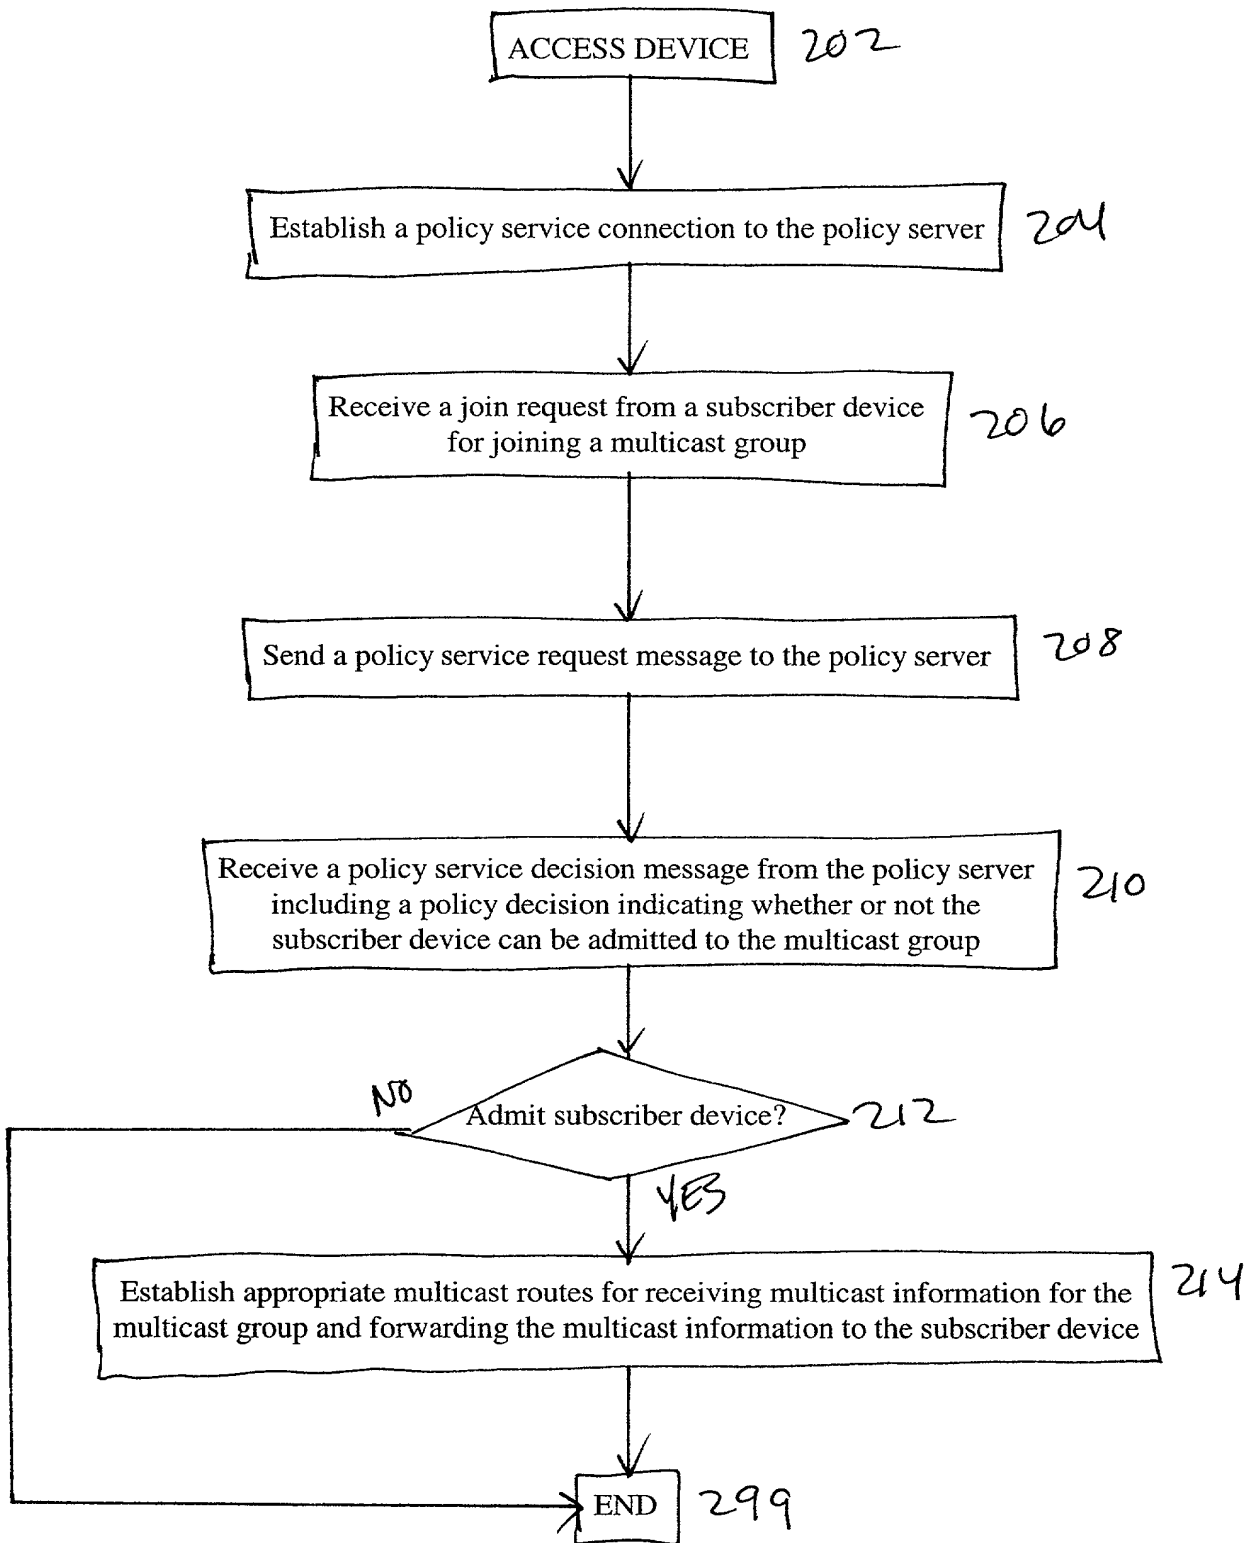 ACCESS DEVICE 202
Establish a policy service connection to the policy server 204
Receive a join request from a subscriber device 206
for joining a multicast group
Send a policy service request message to the policy server 208
Receive a policy service decision message from the policy server 210
including a policy decision indicating whether or not the
subscriber device can be admitted to the multicast group
NO
Admit subscriber device? 212
YES
Establish appropriate multicast routes for receiving multicast information for the 214
multicast group and forwarding the multicast information to the subscriber device
END 299